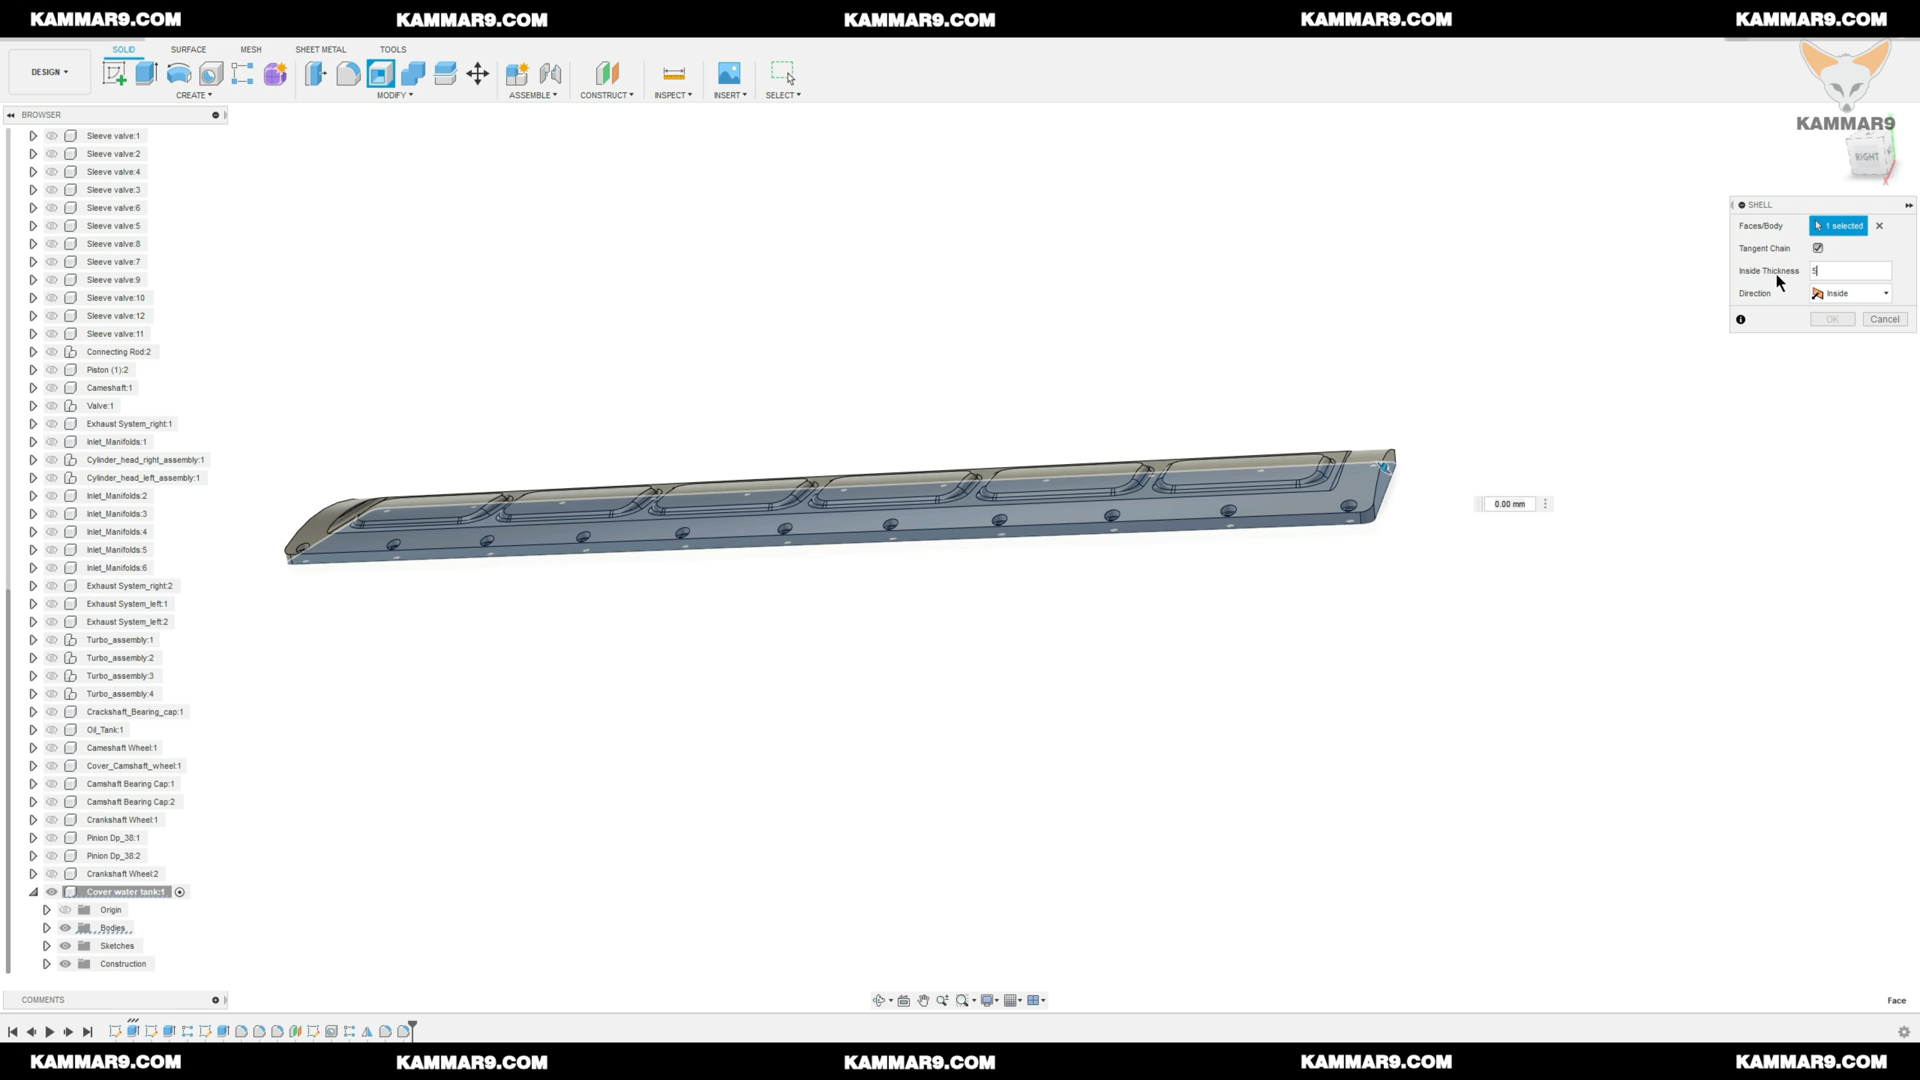 KAMMAR9.COM KAMMAR9.COM KAMMAR9.COM KAMMAR9.COM KAMMAR9.COM
SOLID SURFACE MESH SHEET METAL TOOLS
DESIGN
CREATE MODIFY ASSEMBLE CONSTRUCT INSPECT INSERT SELECT
KAMMAR9
RIGHT
BROWSER
Sleeve valve:1
Sleeve valve:2
Sleeve valve:4
Sleeve valve:3
Sleeve valve:6
Sleeve valve:5
Sleeve valve:8
Sleeve valve:7
Sleeve valve:9
Sleeve valve:10
Sleeve valve:12
Sleeve valve:11
Connecting Rod:2
Piston (1):2
Cameshaft:1
Valve:1
Exhaust System_right:1
Inlet_Manifolds:1
Cylinder_head_right_assembly:1
Cylinder_head_left_assembly:1
Inlet_Manifolds:2
Inlet_Manifolds:3
Inlet_Manifolds:4
Inlet_Manifolds:5
Inlet_Manifolds:6
Exhaust System_right:2
Exhaust System_left:1
Exhaust System_left:2
Turbo_assembly:1
Turbo_assembly:2
Turbo_assembly:3
Turbo_assembly:4
Crackshaft_Bearing_cap:1
Oil_Tank:1
Cameshaft Wheel:1
Cover_Camshaft_wheel:1
Camshaft Bearing Cap:1
Camshaft Bearing Cap:2
Crankshaft Wheel:1
Pinion Dp_38:1
Pinion Dp_38:2
Crankshaft Wheel:2
Cover water tank:1
Origin
Bodies
Sketches
Construction
SHELL
Faces/Body 1 selected
Tangent Chain
Inside Thickness 5
Direction Inside
OK Cancel
0.00 mm
COMMENTS
Face
KAMMAR9.COM KAMMAR9.COM KAMMAR9.COM KAMMAR9.COM KAMMAR9.COM